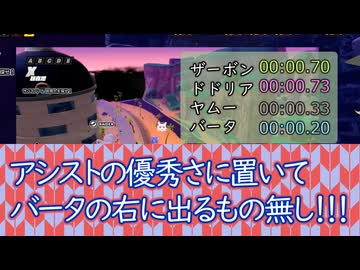 A B C D E
X
RAIDER
ザーボン 00:00.70
ドドリア 00:00.73
ヤムー 00:00.33
バータ 00:00.20
アシストの優秀さに置いて
バータの右に出るもの無し!!!